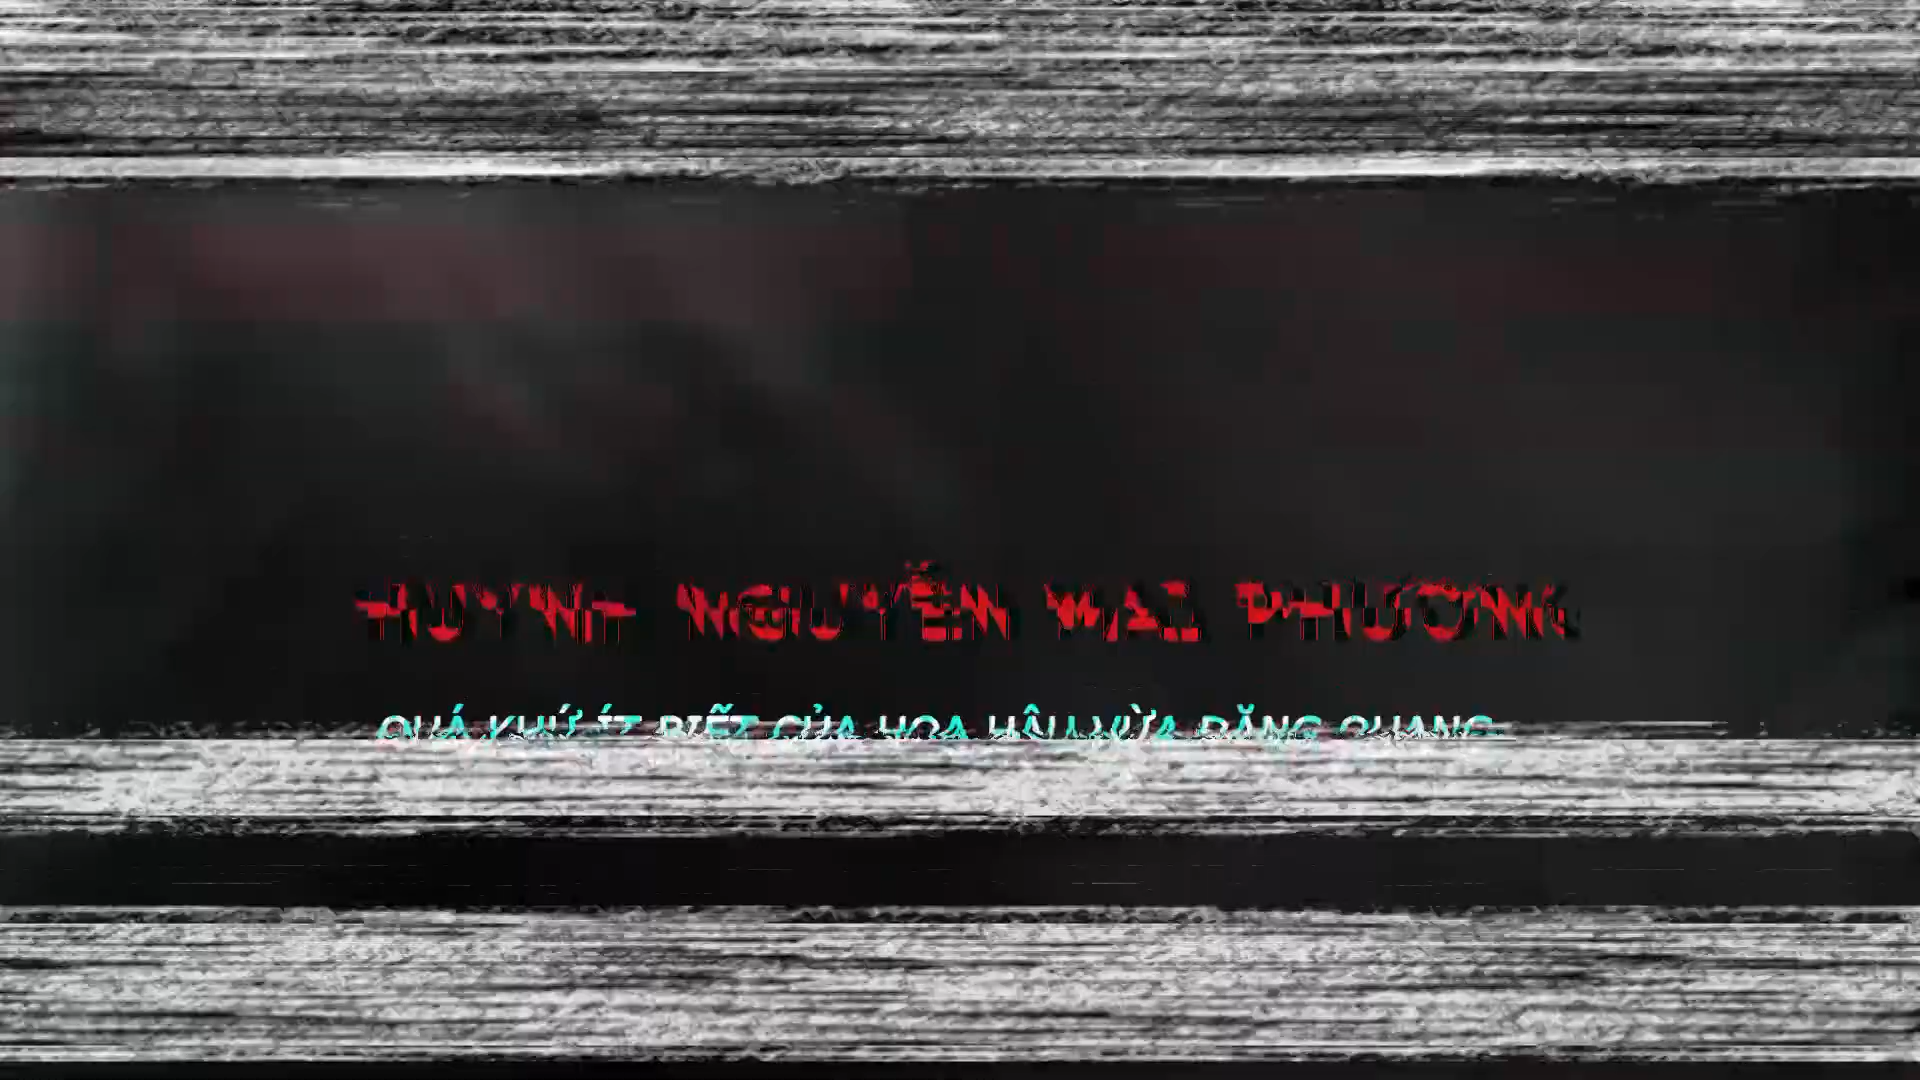 HUỲNH NGUYỄN MAI PHƯƠNG
QUÁ KHỨ ÍT BIẾT CỦA HOA HẬU VỪA ĐĂNG QUANG